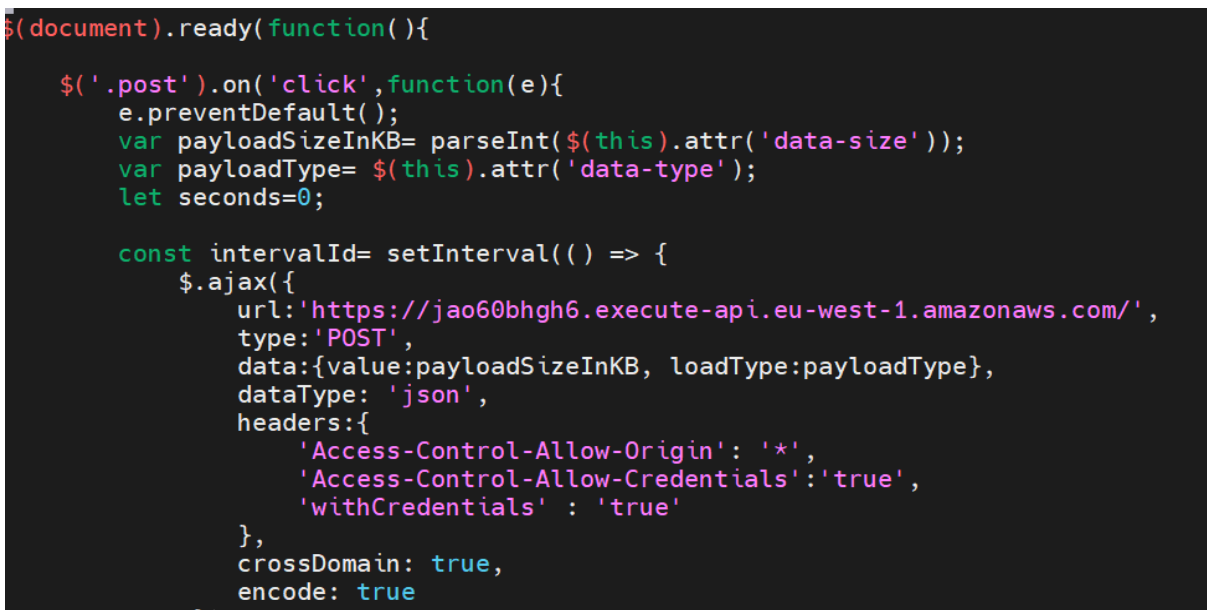 $(document).ready(function(){
$('.post').on('click',function(e){
e.preventDefault();
var payloadSizeInKB= parseInt($(this).attr('data-size'));
var payloadType= $(this).attr('data-type');
let seconds=0;
const intervalId= setInterval(() => {
$.ajax({
url:'https://jao60bhgh6.execute-api.eu-west-1.amazonaws.com/',
type:'POST',
data:{value:payloadSizeInKB, loadType:payloadType},
dataType: 'json',
headers:{
'Access-Control-Allow-Origin': '*',
'Access-Control-Allow-Credentials':'true',
'withCredentials' : 'true'
},
crossDomain: true,
encode: true